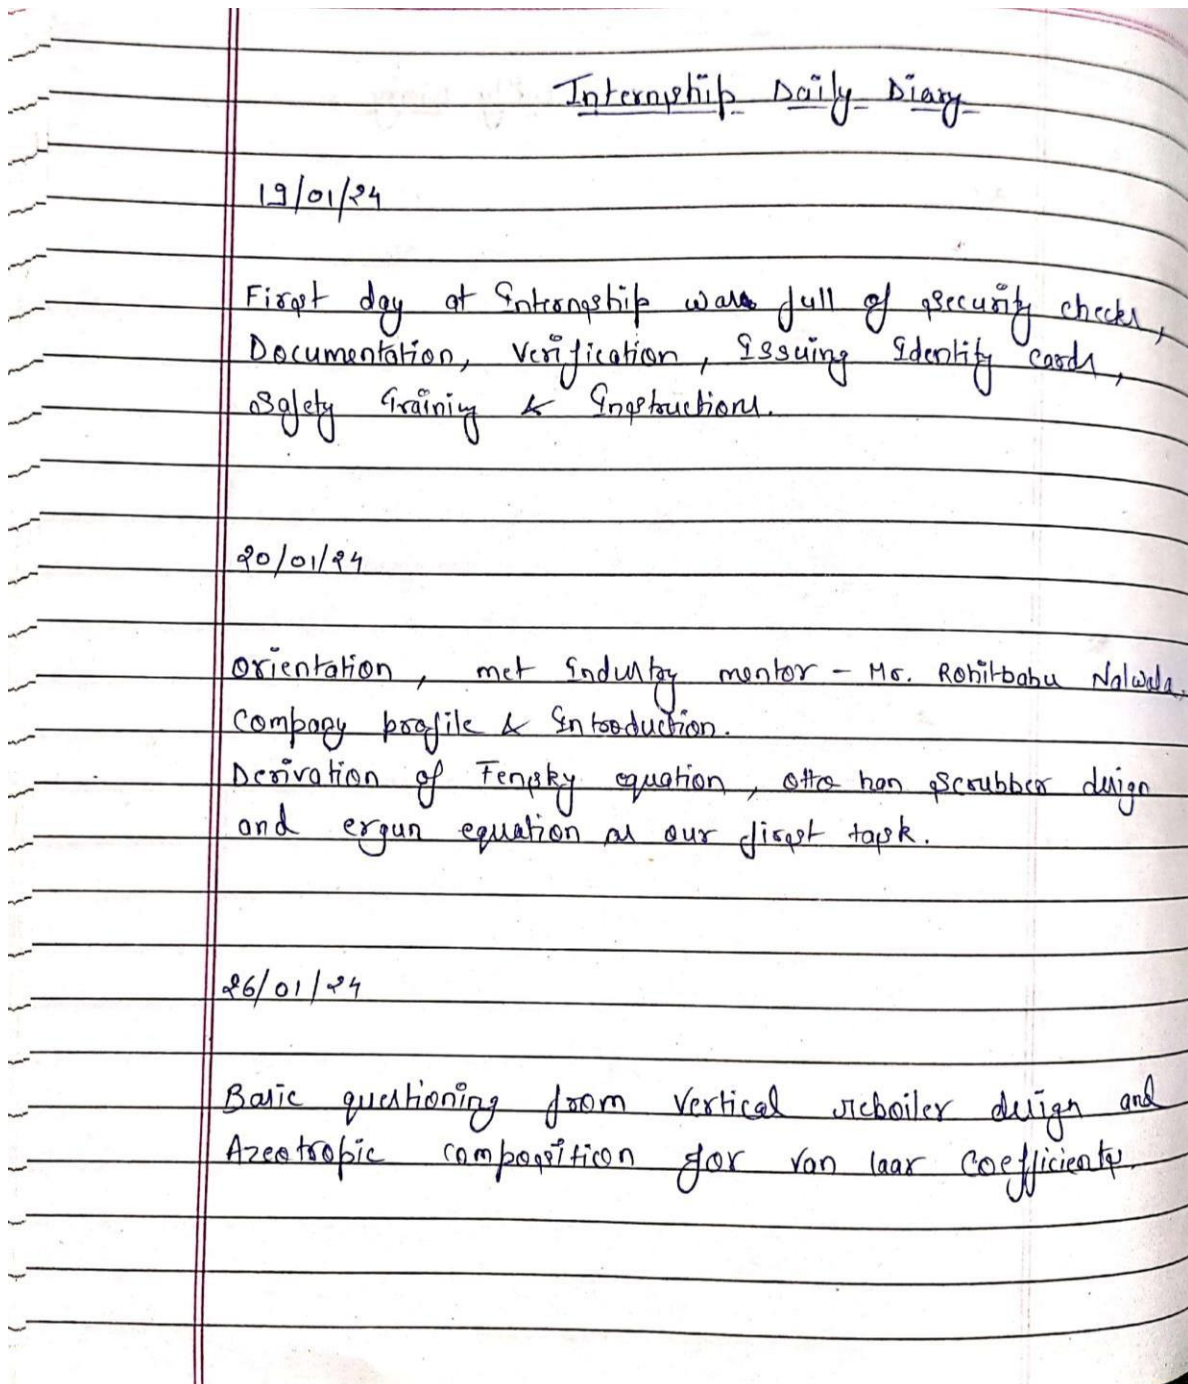 Internship Daily Diary
19/01/24
First day at Internship was full of security checks,
Documentation, Verification, Issuing Identity cards,
Safety Training & Instructions.
20/01/24
Orientation, met industry mentor - Mr. Rohitbabu Nalwala.
Company profile & Introduction.
Derivation of Fensky equation, otto han scrubber design
and ergun equation as our first task.
26/01/24
Basic questioning from vertical reboiler design and
Azeotropic composition for van laar coefficients.